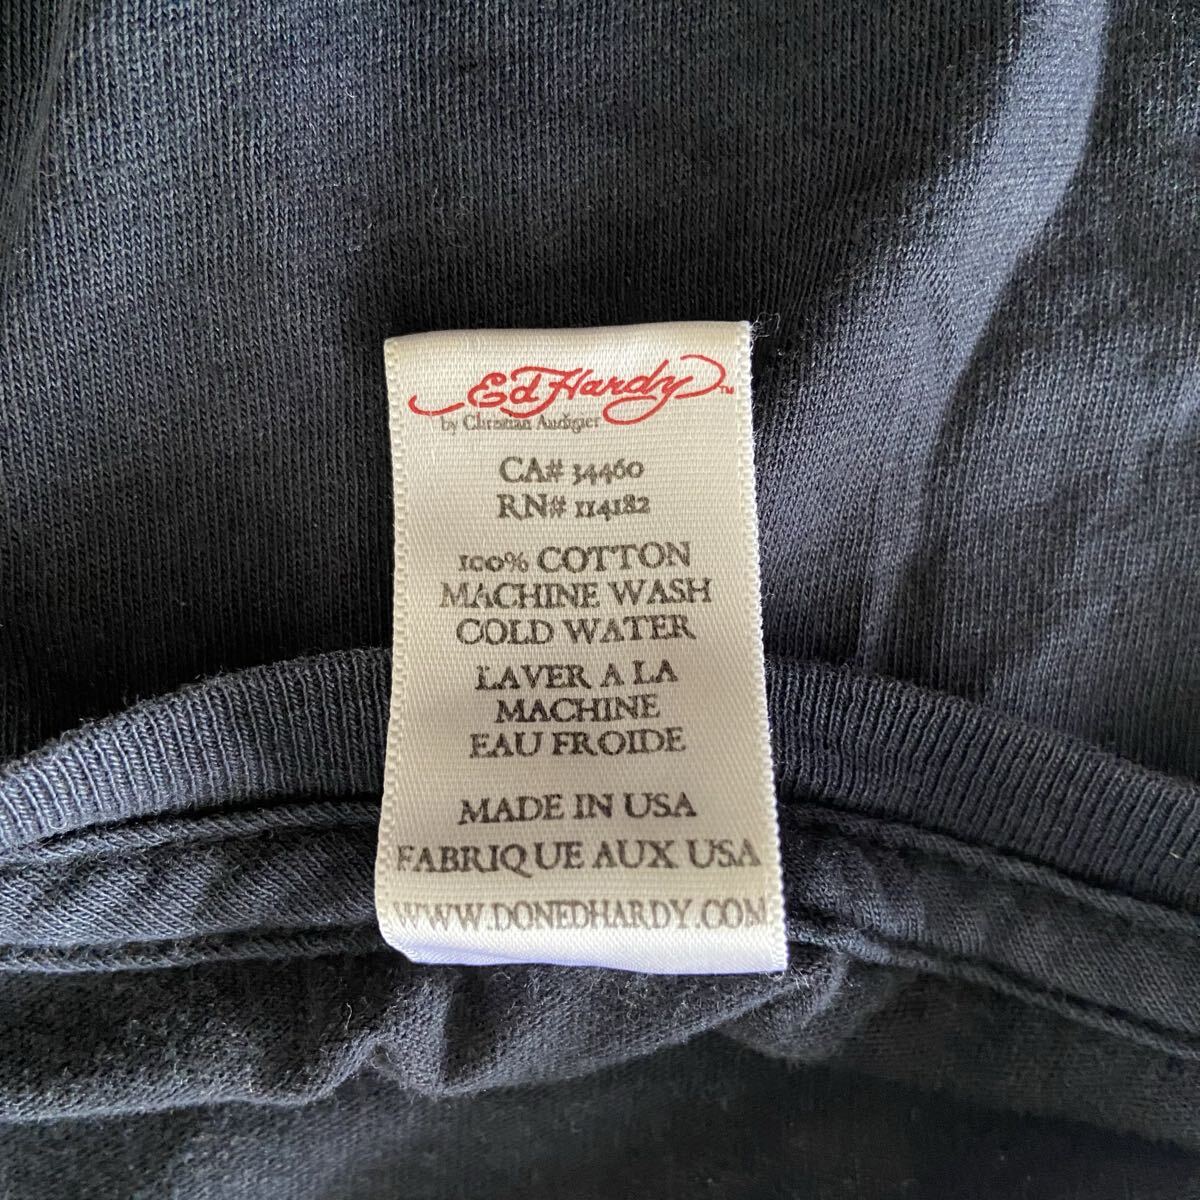 Ed Hardy™
by Christian Audigier
CA# 34460
RN# 114182
100% COTTON
MACHINE WASH
COLD WATER
LAVER A LA
MACHINE
EAU FROIDE
MADE IN USA
FABRIQUE AUX USA
WWW.DONEDHARDY.COM